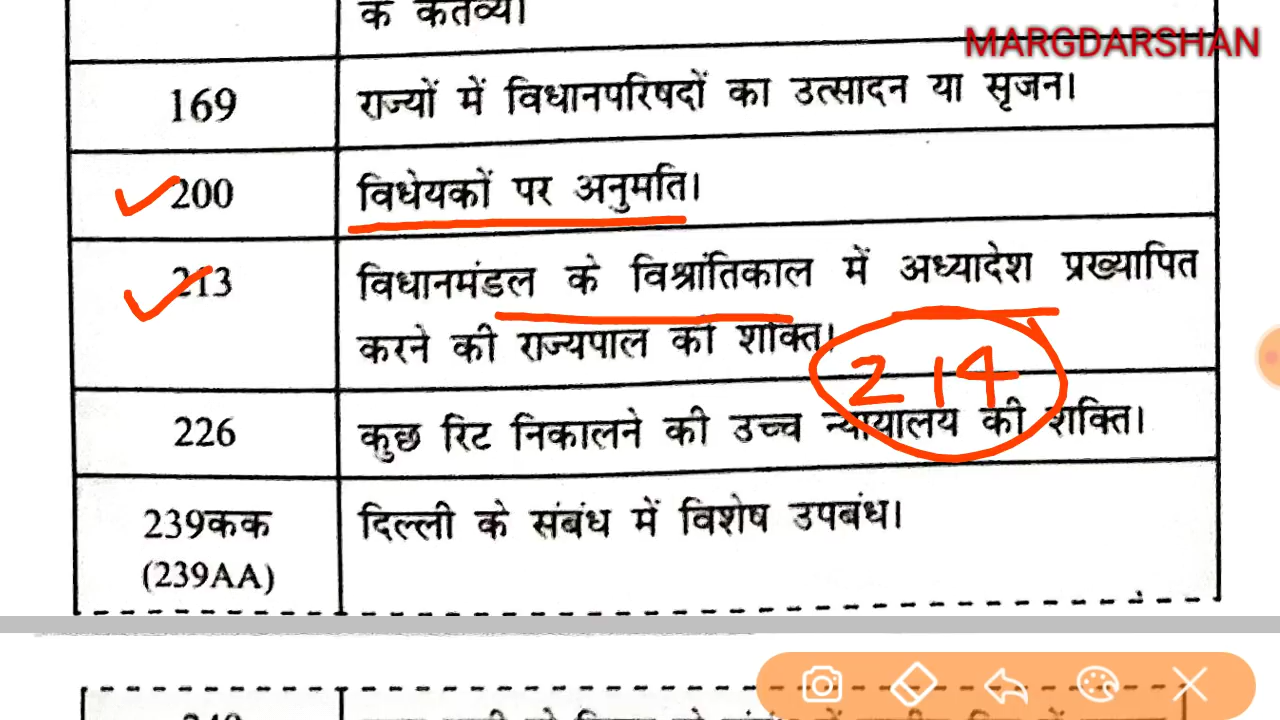 के कर्तव्य।
MARGDARSHAN
169 राज्यों में विधानपरिषदों का उत्सादन या सृजन।
200 विधेयकों पर अनुमति।
213 विधानमंडल के विश्रांतिकाल में अध्यादेश प्रख्यापित
करने की राज्यपाल की शक्ति।
214
226 कुछ रिट निकालने की उच्च न्यायालय की शक्ति।
239कक दिल्ली के संबंध में विशेष उपबंध।
(239AA)